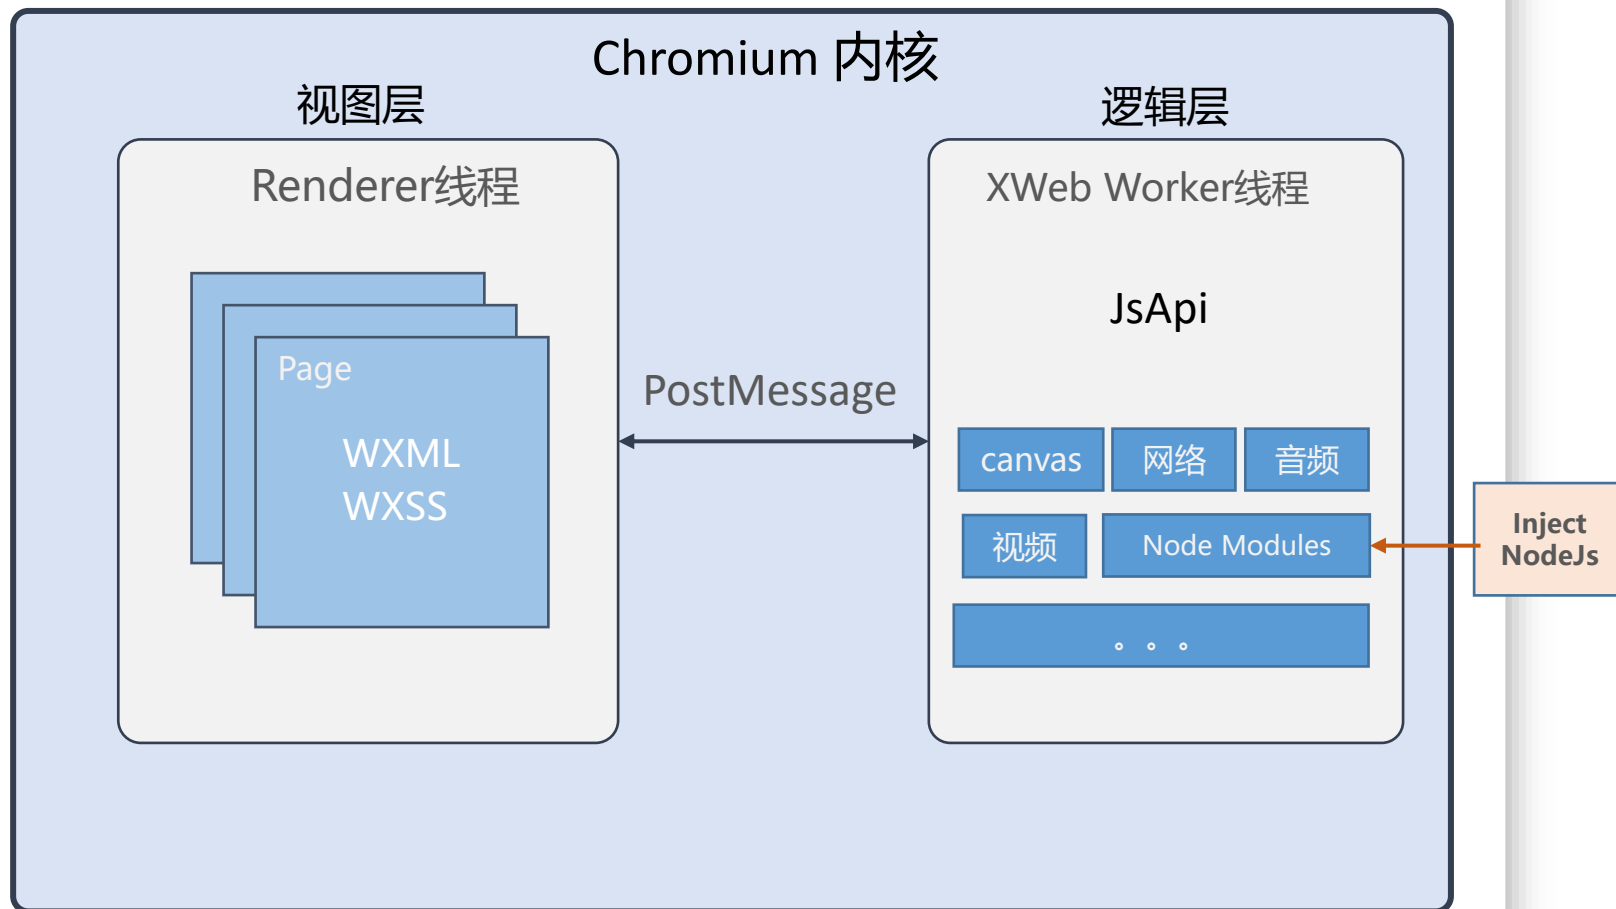 Chromium 内核
视图层
逻辑层
Renderer线程
XWeb Worker线程
JsApi
Page
WXML
WXSS
PostMessage
canvas
网络
音频
视频
Node Modules
。。。
Inject
NodeJs